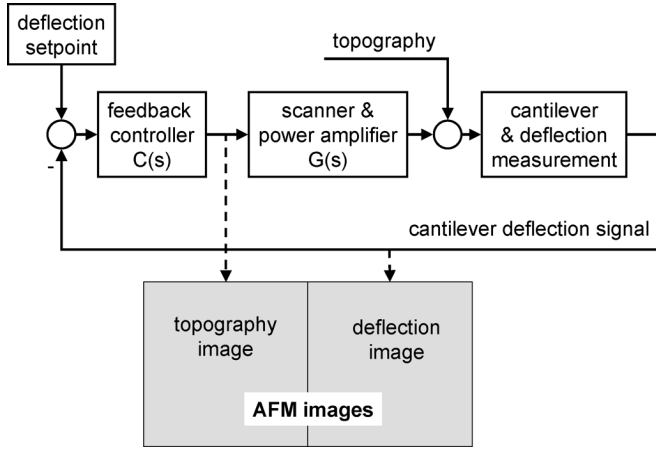 deflection
setpoint
topography
feedback
controller
C(s)
scanner &
power amplifier
G(s)
cantilever
& deflection
measurement
-
cantilever deflection signal
topography
image
deflection
image
AFM images